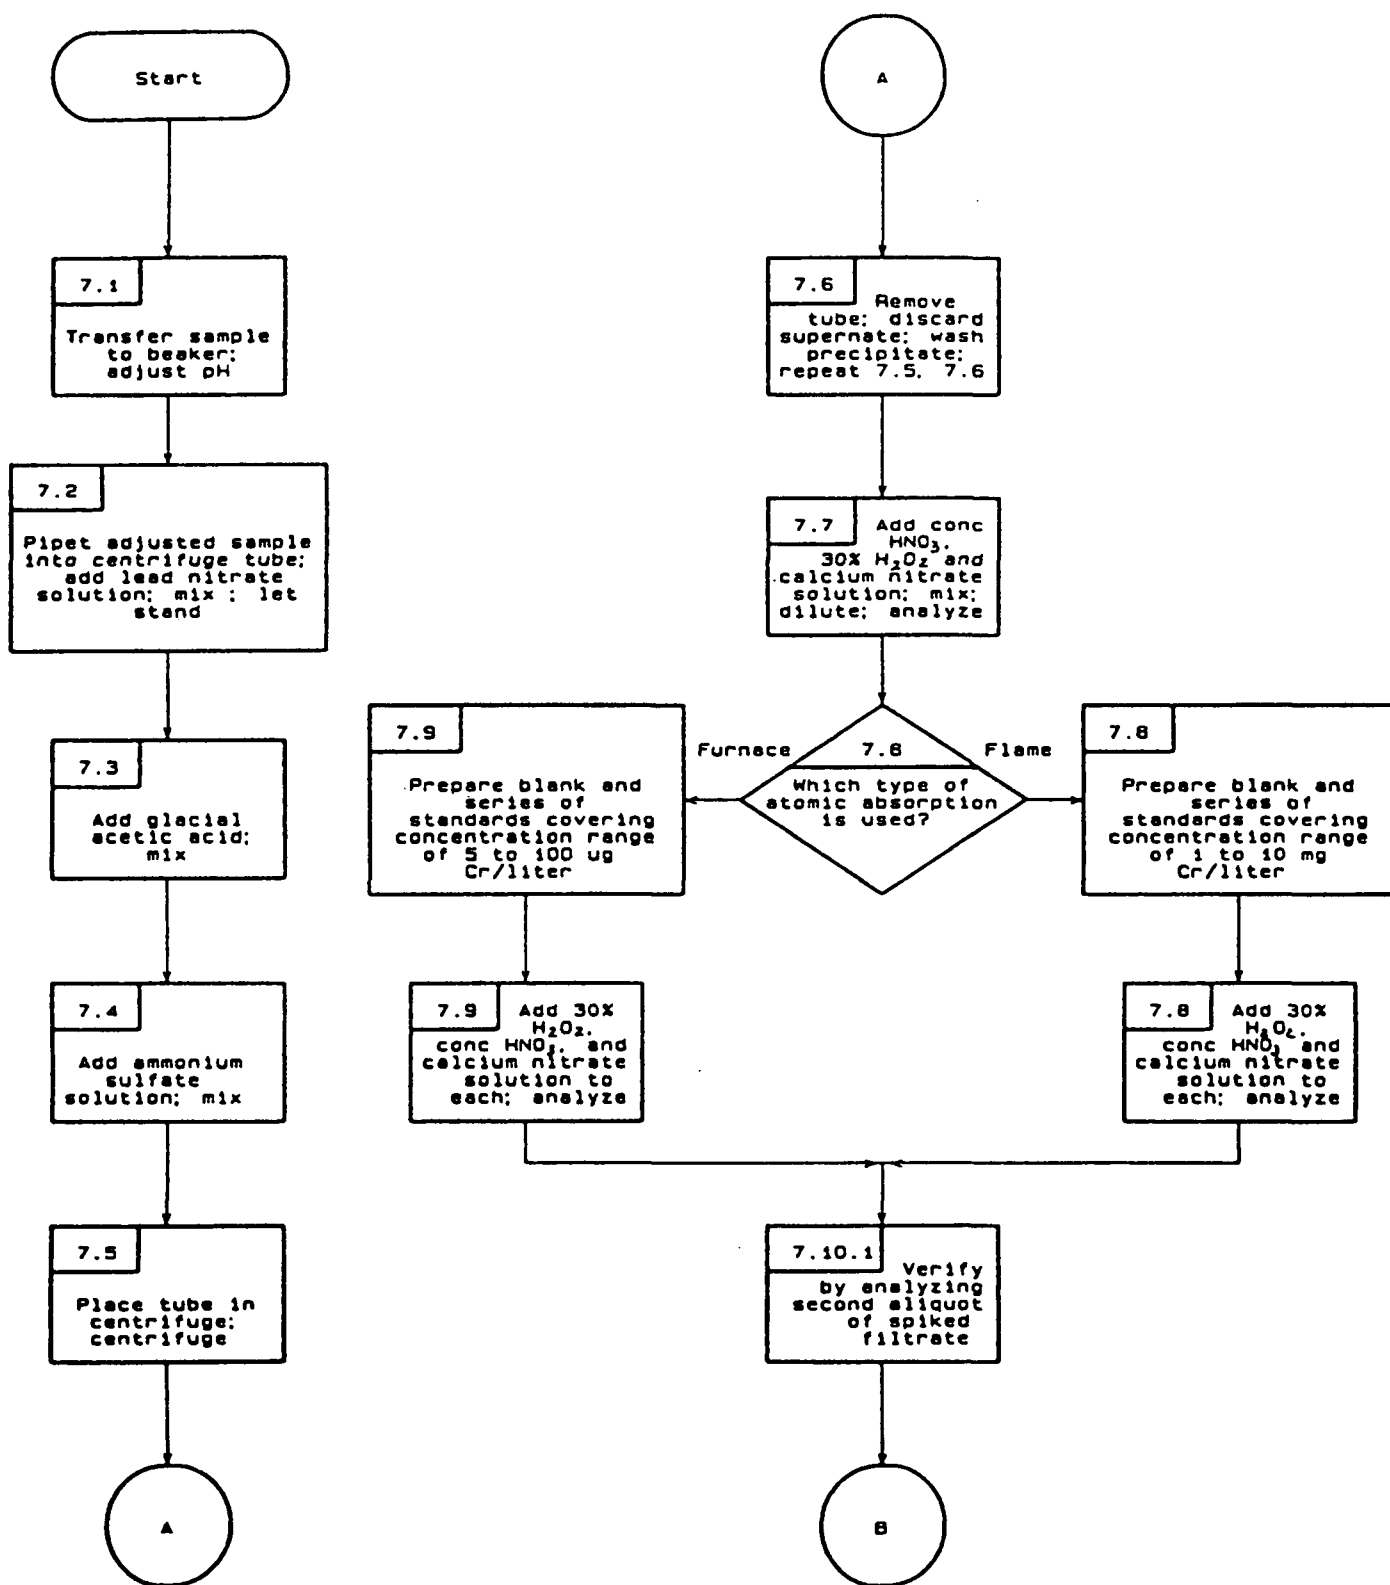 Start
7.1
Transfer sample
to beaker;
adjust pH
7.2
Pipet adjusted sample
into centrifuge tube;
add lead nitrate
solution; mix ; let
stand
7.3
Add glacial
acetic acid;
mix
7.4
Add ammonium
sulfate
solution; mix
7.5
Place tube in
centrifuge;
centrifuge
A
A
7.6
Remove
tube; discard
supernate; wash
precipitate;
repeat 7.5, 7.6
7.7
Add conc
HNO₃,
30% H₂O₂ and
calcium nitrate
solution; mix;
dilute; analyze
7.8
Which type of
atomic absorption
is used?
Furnace
Flame
7.9
Prepare blank and
series of
standards covering
concentration range
of 5 to 100 ug
Cr/liter
7.9
Add 30%
H₂O₂,
conc HNO₃, and
calcium nitrate
solution to
each; analyze
7.8
Prepare blank and
series of
standards covering
concentration range
of 1 to 10 mg
Cr/liter
7.8
Add 30%
H₂O₂,
conc HNO₃ and
calcium nitrate
solution to
each; analyze
7.10.1
Verify
by analyzing
second aliquot
of spiked
filtrate
B